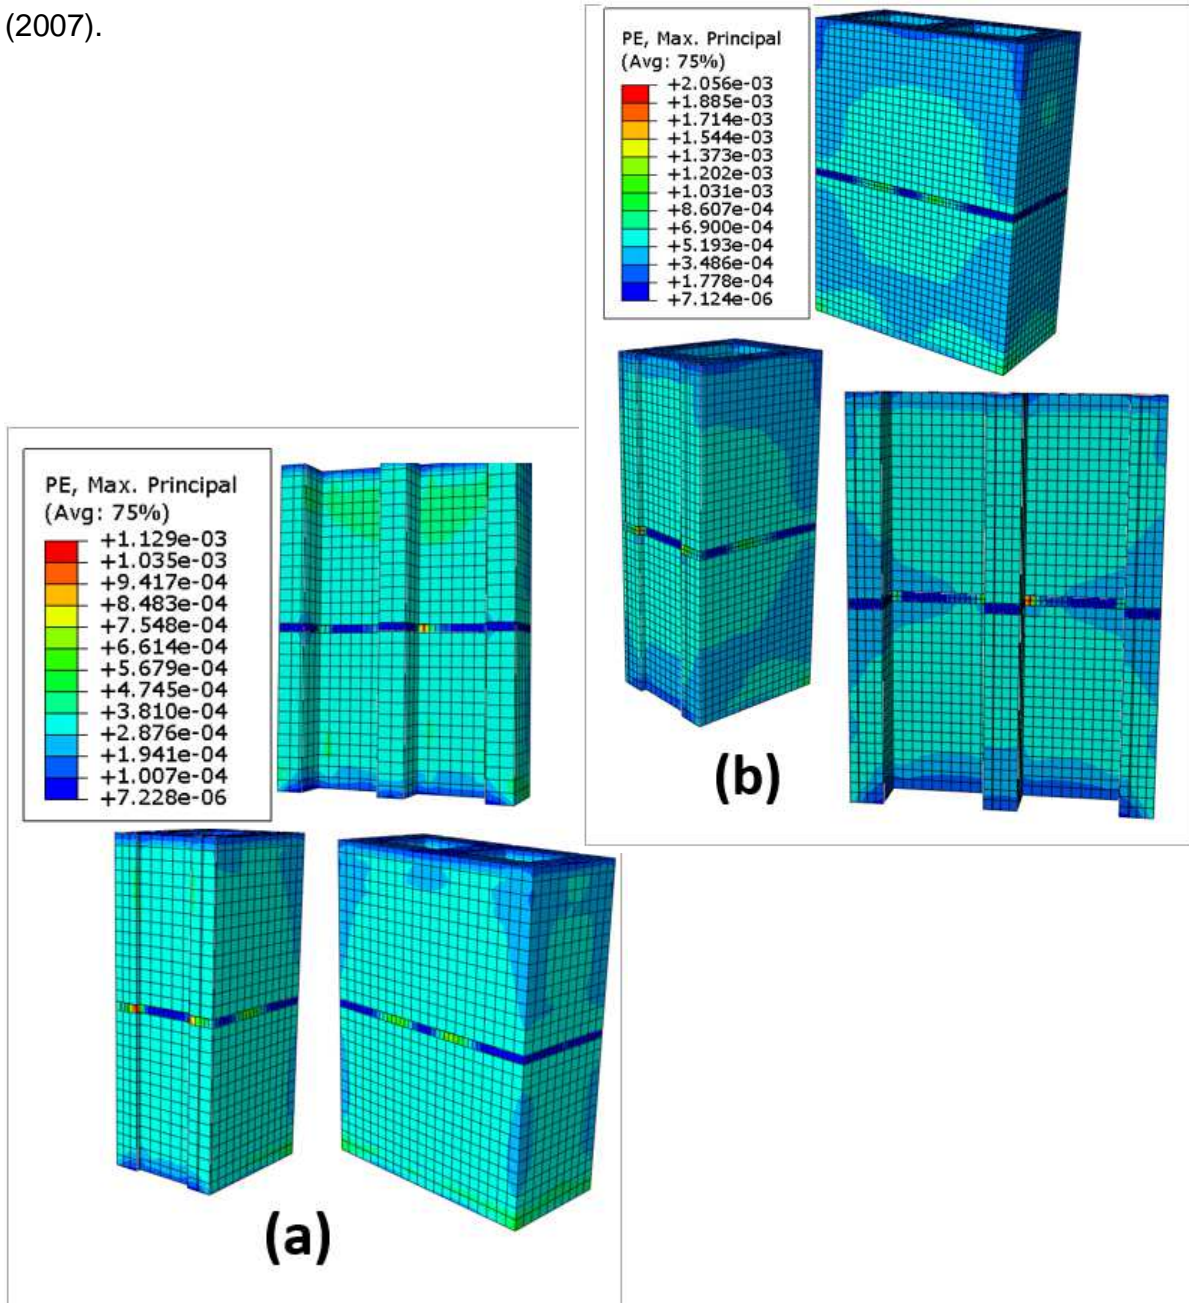 (2007).
PE, Max. Principal
(Avg: 75%)
+2.056e-03
+1.885e-03
+1.714e-03
+1.544e-03
+1.373e-03
+1.202e-03
+1.031e-03
+8.607e-04
+6.900e-04
+5.193e-04
+3.486e-04
+1.778e-04
+7.124e-06
(b)
PE, Max. Principal
(Avg: 75%)
+1.129e-03
+1.035e-03
+9.417e-04
+8.483e-04
+7.548e-04
+6.614e-04
+5.679e-04
+4.745e-04
+3.810e-04
+2.876e-04
+1.941e-04
+1.007e-04
+7.228e-06
(a)